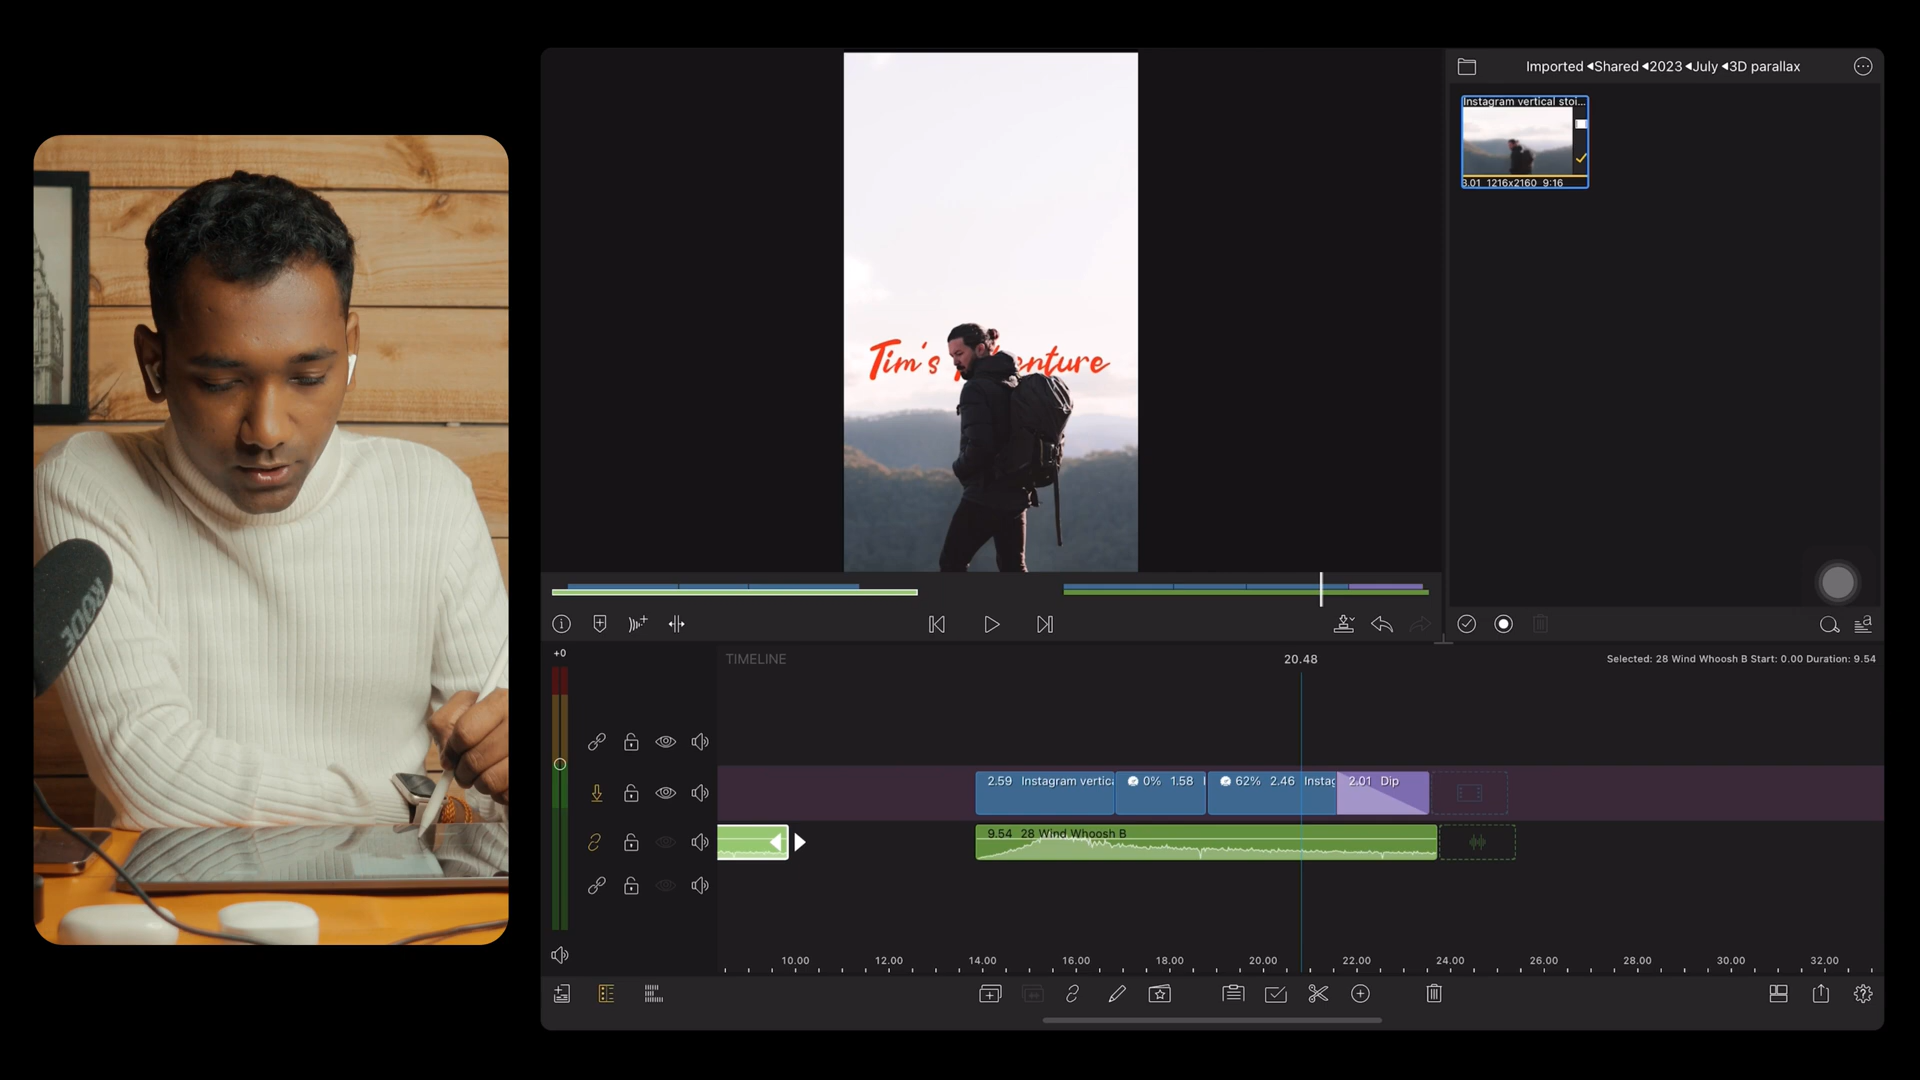 Imported ◂Shared ◂2023 ◂July ◂3D parallax
Instagram vertical stoi...
3.01 1216x2160 9:16
Tim's enture
RODE
+0
TIMELINE
20.48
Selected: 28 Wind Whoosh B Start: 0.00 Duration: 9.54
2.59 Instagram vertica
0% 1.58
62% 2.46 Instag
2.01 Dip
9.54 28 Wind Whoosh B
10.00 12.00 14.00 16.00 18.00 20.00 22.00 24.00 26.00 28.00 30.00 32.00